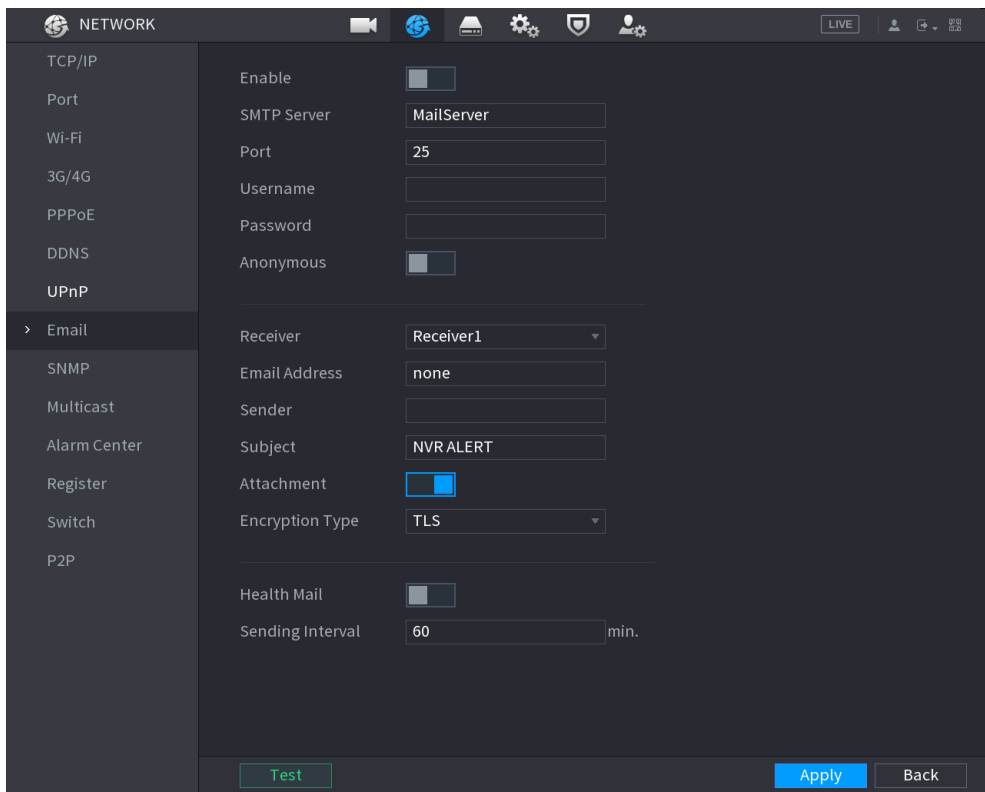 NETWORK
LIVE
TCP/IP
Port
Wi-Fi
3G/4G
PPPoE
DDNS
UPnP
Email
SNMP
Multicast
Alarm Center
Register
Switch
P2P
Enable
SMTP Server MailServer
Port 25
Username
Password
Anonymous
Receiver Receiver1
Email Address none
Sender
Subject NVR ALERT
Attachment
Encryption Type TLS
Health Mail
Sending Interval 60 min.
Test Apply Back